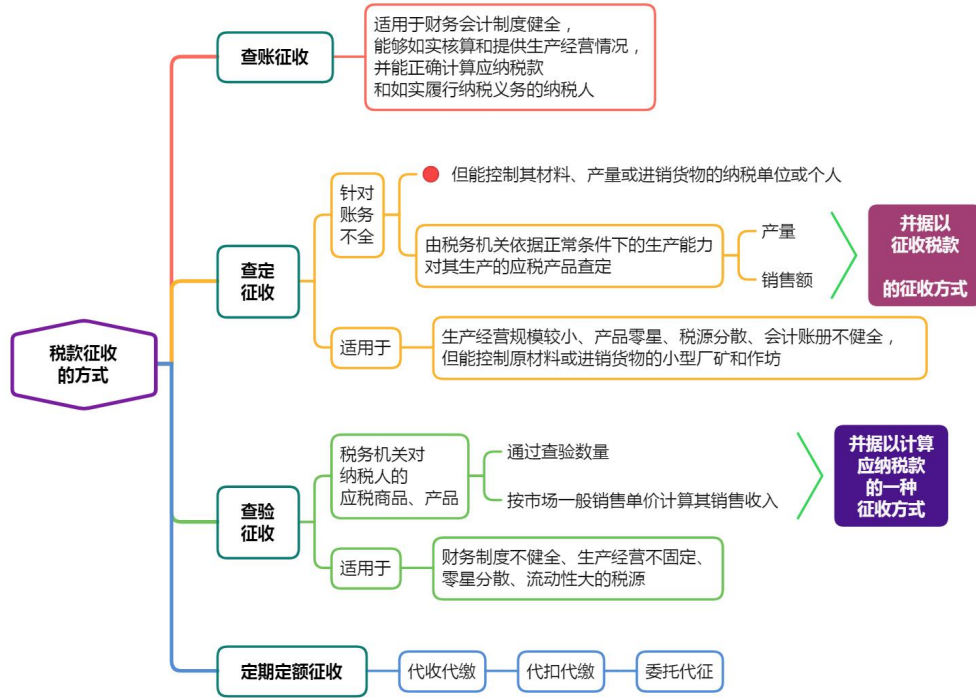 税款征收
的方式
查账征收
适用于财务会计制度健全，
能够如实核算和提供生产经营情况，
并能正确计算应纳税款
和如实履行纳税义务的纳税人
查定
征收
针对
账务
不全
但能控制其材料、产量或进销货物的纳税单位或个人
由税务机关依据正常条件下的生产能力
对其生产的应税产品查定
产量
销售额
并据以
征收税款
的征收方式
适用于
生产经营规模较小、产品零星、税源分散、会计账册不健全，
但能控制原材料或进销货物的小型厂矿和作坊
查验
征收
税务机关对
纳税人的
应税商品、产品
通过查验数量
按市场一般销售单价计算其销售收入
并据以计算
应纳税款
的一种
征收方式
适用于
财务制度不健全、生产经营不固定、
零星分散、流动性大的税源
定期定额征收
代收代缴
代扣代缴
委托代征